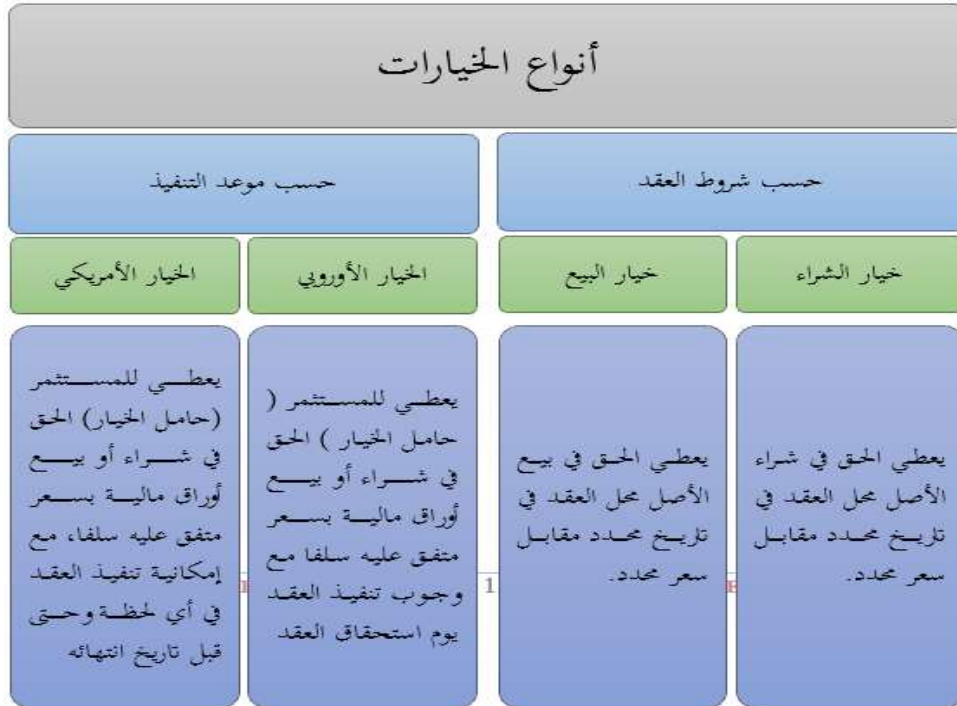 أنواع الخيارات
حسب شروط العقد
حسب موعد التنفيذ
خيار الشراء
خيار البيع
الخيار الأوروبي
الخيار الأمريكي
يعطي الحق في شراء
الأصل محل العقد في
تاريخ محدد مقابل
سعر محدد.
يعطي الحق في بيع
الأصل محل العقد في
تاريخ محدد مقابل
سعر محدد.
يعطي للمستثمر (
حامل الخيار ) الحق
في شراء أو بيع
أوراق مالية بسعر
متفق عليه سلفا مع
وجوب تنفيذ العقد
يوم استحقاق العقد
يعطي للمستثمر
(حامل الخيار) الحق
في شراء أو بيع
أوراق مالية بسعر
متفق عليه سلفا، مع
إمكانية تنفيذ العقد
في أي لحظة وحتى
قبل تاريخ انتهائه
1